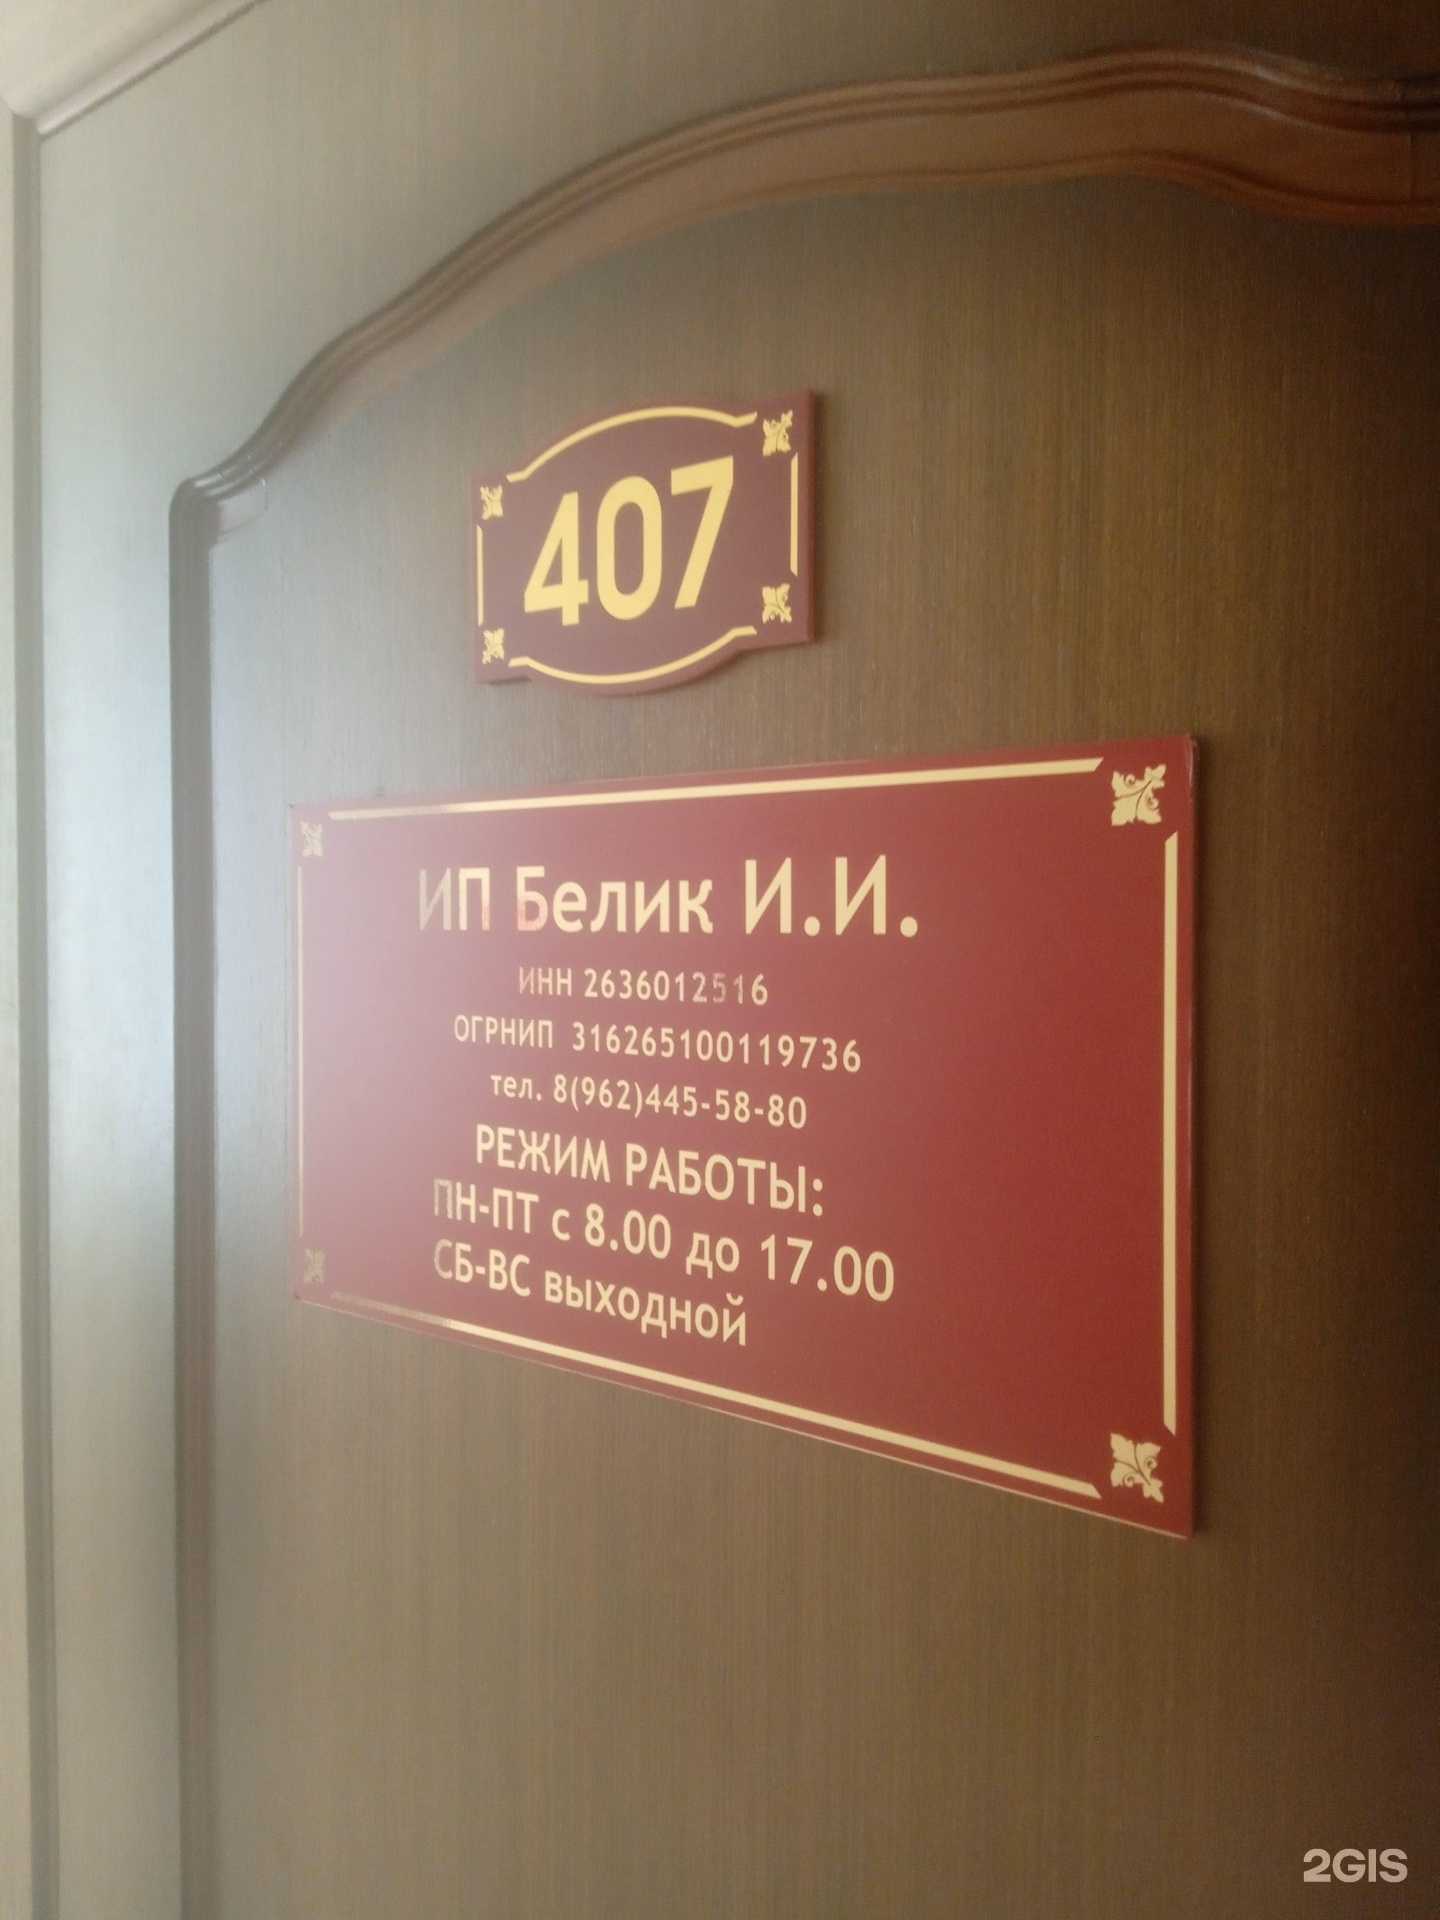 407
ИП Белик И.И.
ИНН 2636012516
ОГРНИП 316265100119736
тел. 8(962)445-58-80
РЕЖИМ РАБОТЫ:
ПН-ПТ с 8.00 до 17.00
СБ-ВС выходной
2GIS